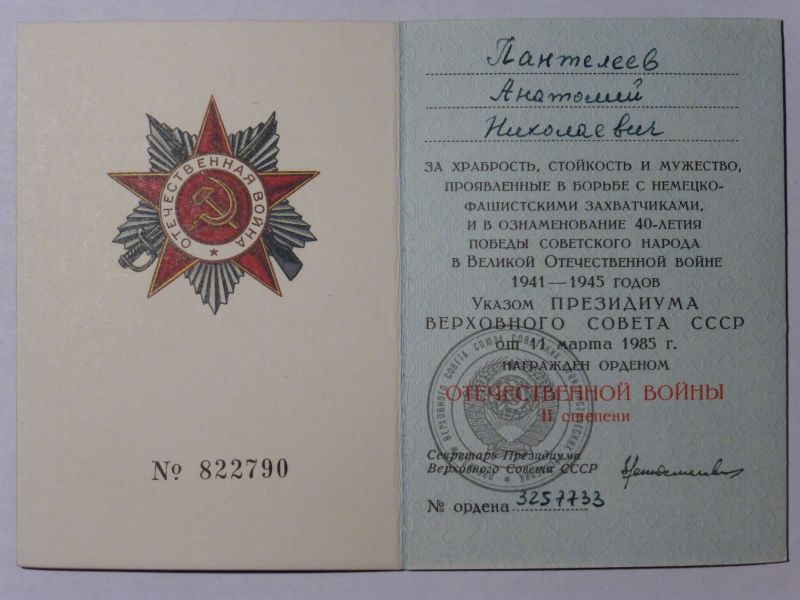 ОТЕЧЕСТВЕННАЯ ВОЙНА
№ 822790
Пантелеев
Анатолий
Николаевич
ЗА ХРАБРОСТЬ, СТОЙКОСТЬ И МУЖЕСТВО,
ПРОЯВЛЕННЫЕ В БОРЬБЕ С НЕМЕЦКО-
ФАШИСТСКИМИ ЗАХВАТЧИКАМИ,
И В ОЗНАМЕНОВАНИЕ 40-ЛЕТИЯ
ПОБЕДЫ СОВЕТСКОГО НАРОДА
В ВЕЛИКОЙ ОТЕЧЕСТВЕННОЙ ВОЙНЕ
1941—1945 ГОДОВ
УКАЗОМ ПРЕЗИДИУМА
ВЕРХОВНОГО СОВЕТА СССР
от 11 марта 1985 г.
НАГРАЖДЕН ОРДЕНОМ
ОТЕЧЕСТВЕННОЙ ВОЙНЫ
II степени
Секретарь Президиума
Верховного Совета СССР
№ ордена 3257733